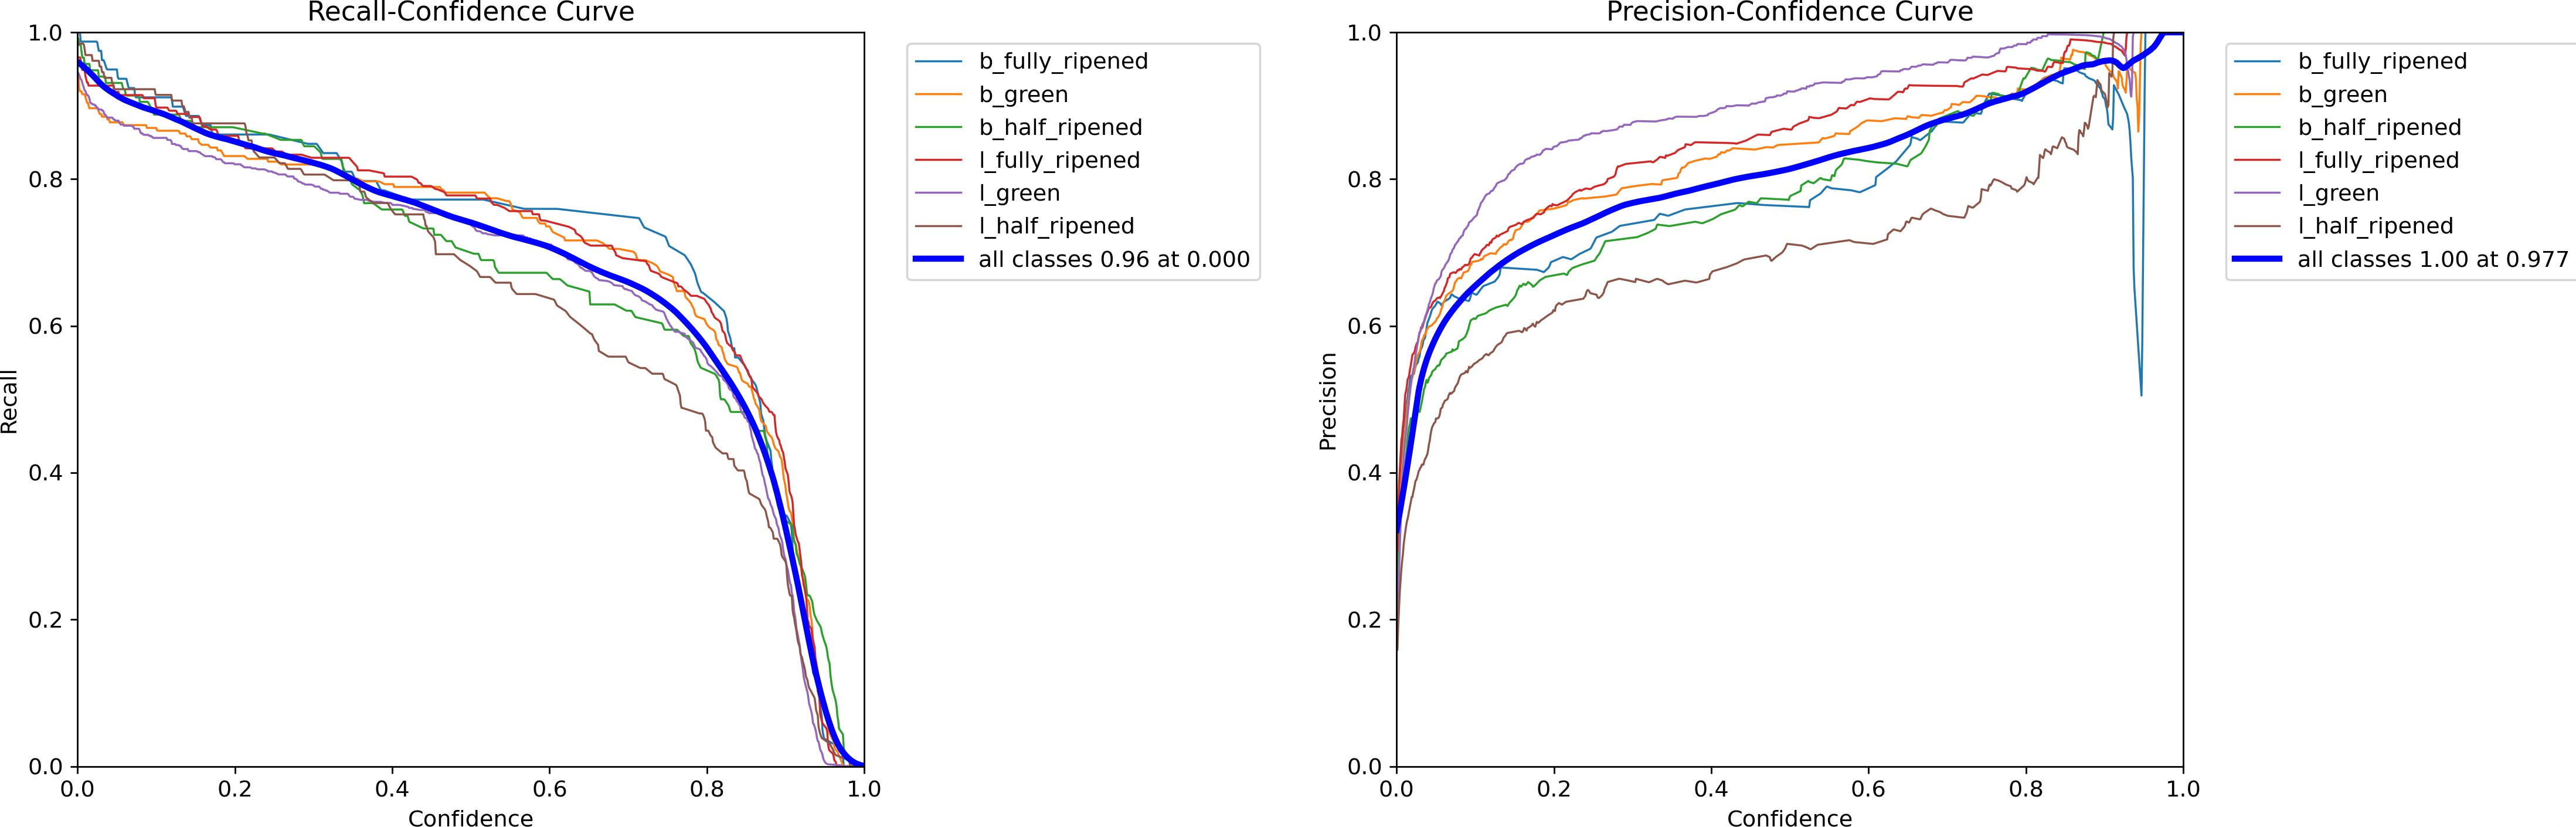 Recall-Confidence Curve
1.0
0.8
0.6
0.4
0.2
0.0
Recall
0.0 0.2 0.4 0.6 0.8 1.0
Confidence
b_fully_ripened
b_green
b_half_ripened
l_fully_ripened
l_green
l_half_ripened
all classes 0.96 at 0.000
Precision-Confidence Curve
1.0
0.8
0.6
0.4
0.2
0.0
Precision
0.0 0.2 0.4 0.6 0.8 1.0
Confidence
b_fully_ripened
b_green
b_half_ripened
l_fully_ripened
l_green
l_half_ripened
all classes 1.00 at 0.977